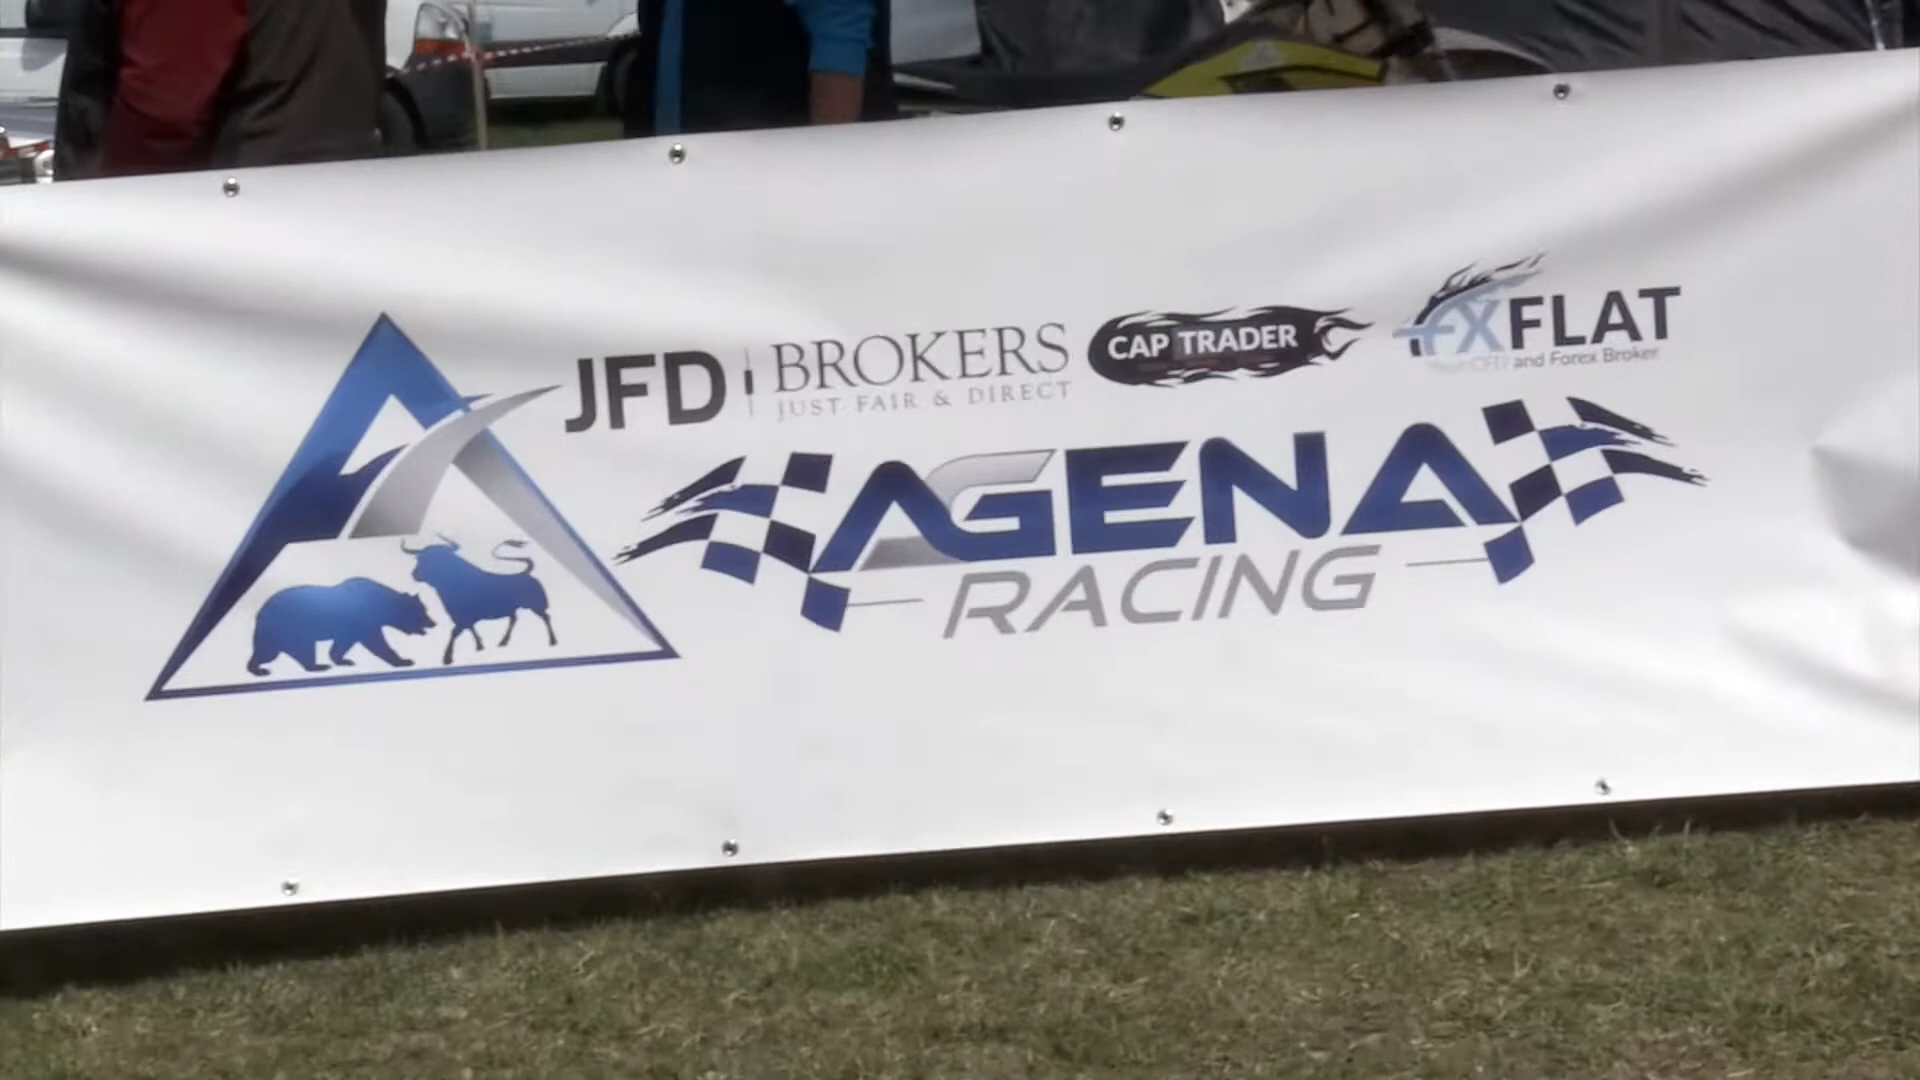 JFD BROKERS
JUST FAIR & DIRECT
CAP TRADER
FXFLAT
and Forex Broker
AGENA
RACING